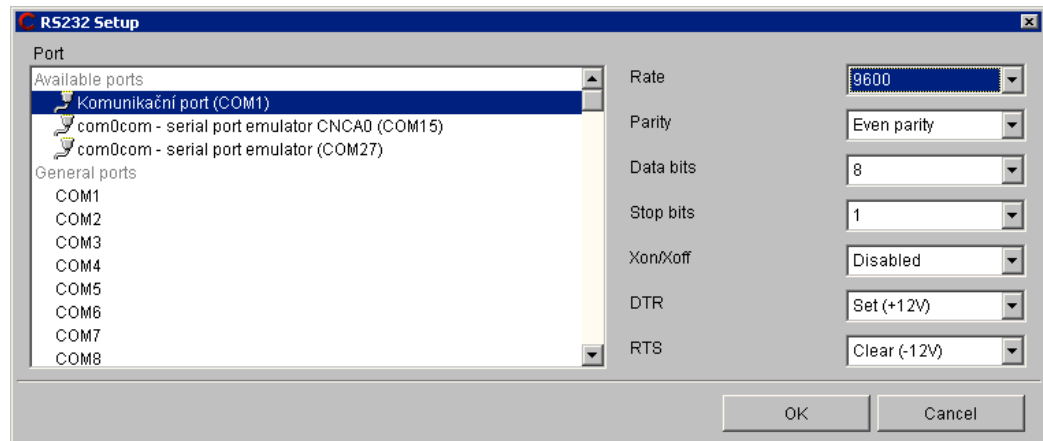 RS232 Setup
Port
Available ports
Komunikační port (COM1)
com0com - serial port emulator CNCA0 (COM15)
com0com - serial port emulator (COM27)
General ports
COM1
COM2
COM3
COM4
COM5
COM6
COM7
COM8
Rate 9600
Parity Even parity
Data bits 8
Stop bits 1
Xon/Xoff Disabled
DTR Set (+12V)
RTS Clear (-12V)
OK Cancel